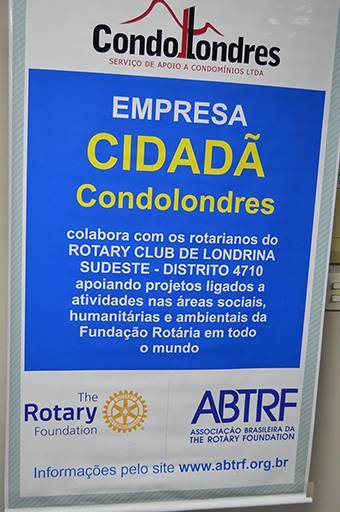 Condo Londres
SERVIÇO DE APOIO A CONDOMÍNIOS LTDA
EMPRESA
CIDADÃ
Condolondres
colabora com os rotarianos do
ROTARY CLUB DE LONDRINA
SUDESTE - DISTRITO 4710
apoiando projetos ligados a
atividades nas áreas sociais,
humanitárias e ambientais da
Fundação Rotária em todo
o mundo
The
Rotary
Foundation
ABTRF
ASSOCIAÇÃO BRASILEIRA DA
THE ROTARY FOUNDATION
Informações pelo site www.abtrf.org.br